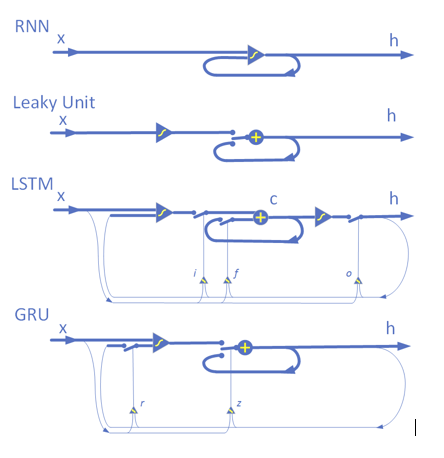 RNN
x h
Leaky Unit
x h
LSTM
x c h
i f o
GRU
x h
r z